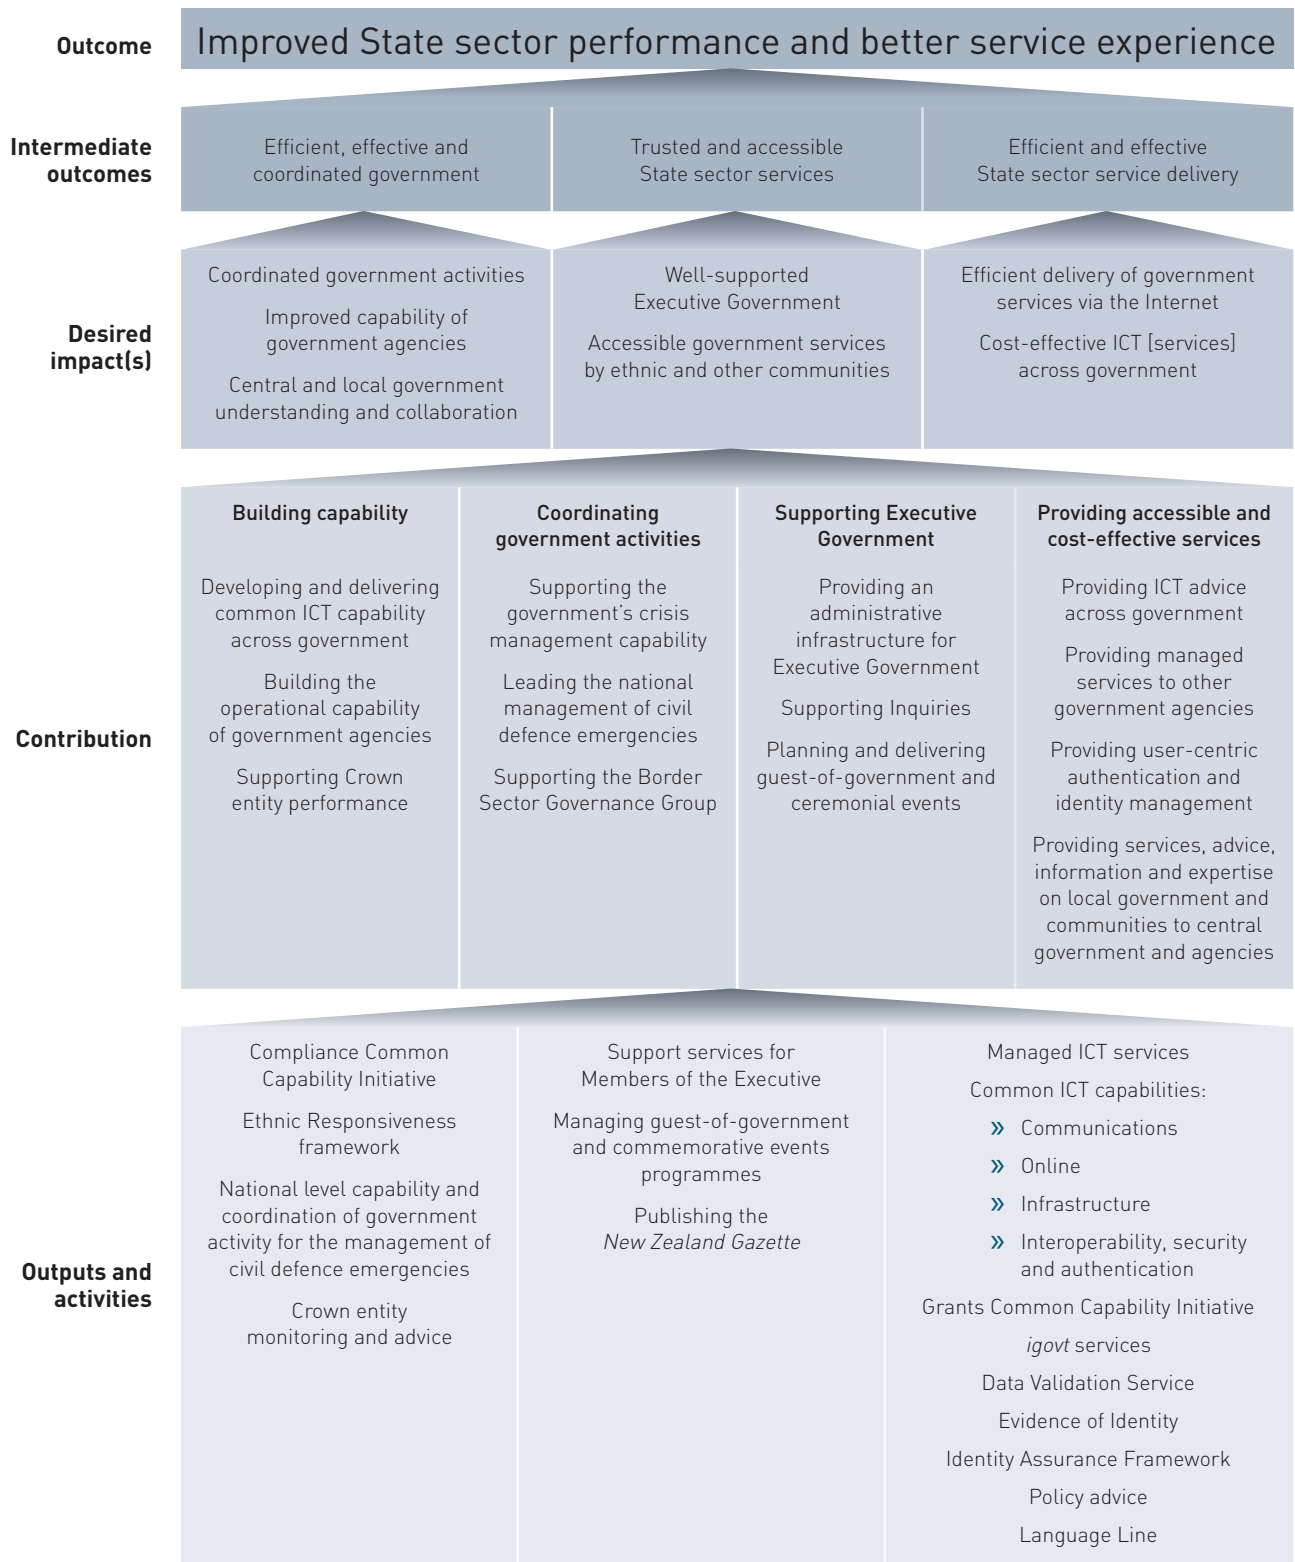 Outcome
Improved State sector performance and better service experience
Intermediate
outcomes
Efficient, effective and
coordinated government
Trusted and accessible
State sector services
Efficient and effective
State sector service delivery
Desired
impact(s)
Coordinated government activities
Improved capability of
government agencies
Central and local government
understanding and collaboration
Well-supported
Executive Government
Accessible government services
by ethnic and other communities
Efficient delivery of government
services via the Internet
Cost-effective ICT [services]
across government
Contribution
Building capability
Developing and delivering
common ICT capability
across government
Building the
operational capability
of government agencies
Supporting Crown
entity performance
Coordinating
government activities
Supporting the
government's crisis
management capability
Leading the national
management of civil
defence emergencies
Supporting the Border
Sector Governance Group
Supporting Executive
Government
Providing an
administrative
infrastructure for
Executive Government
Supporting Inquiries
Planning and delivering
guest-of-government and
ceremonial events
Providing accessible and
cost-effective services
Providing ICT advice
across government
Providing managed
services to other
government agencies
Providing user-centric
authentication and
identity management
Providing services, advice,
information and expertise
on local government and
communities to central
government and agencies
Outputs and
activities
Compliance Common
Capability Initiative
Ethnic Responsiveness
framework
National level capability and
coordination of government
activity for the management of
civil defence emergencies
Crown entity
monitoring and advice
Support services for
Members of the Executive
Managing guest-of-government
and commemorative events
programmes
Publishing the
New Zealand Gazette
Managed ICT services
Common ICT capabilities:
» Communications
» Online
» Infrastructure
» Interoperability, security
and authentication
Grants Common Capability Initiative
igovt services
Data Validation Service
Evidence of Identity
Identity Assurance Framework
Policy advice
Language Line